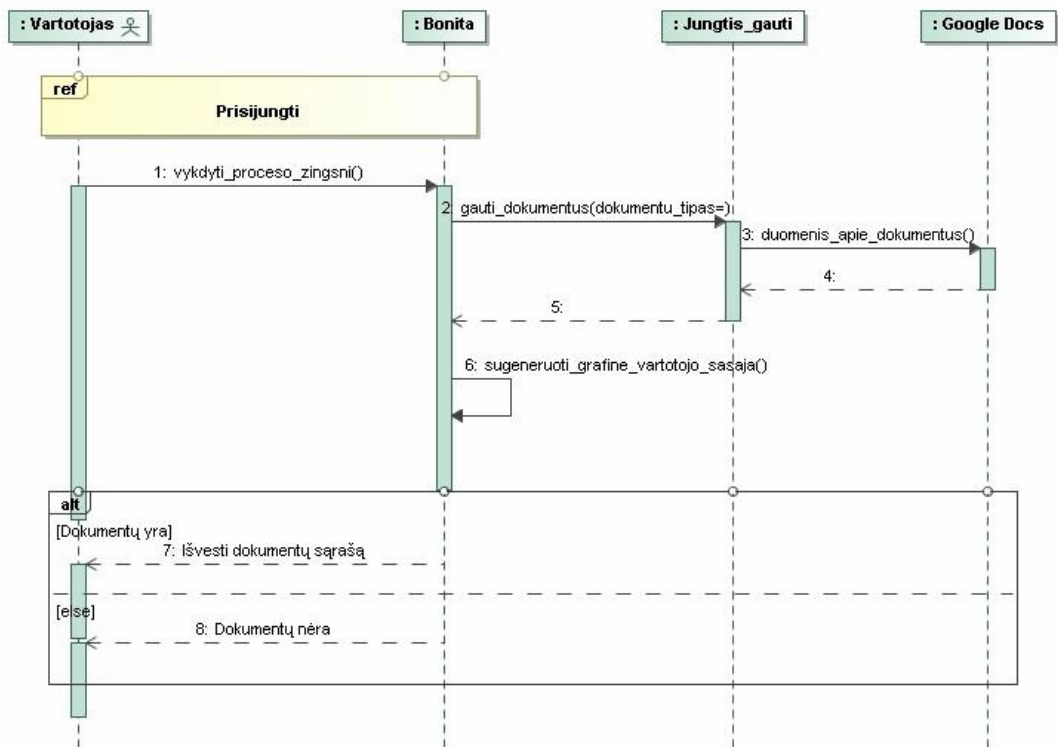 : Vartotojas
: Bonita
: Jungtis_gauti
: Google Docs
ref
Prisijungti
1: vykdyti_proceso_zingsni()
2: gauti_dokumentus(dokumentu_tipas=)
3: duomenis_apie_dokumentus()
4:
5:
6: sugeneruoti_grafine_vartotojo_sasaja()
alt
[Dokumentų yra]
7: Išvesti dokumentų sąrašą
[else]
8: Dokumentų nėra